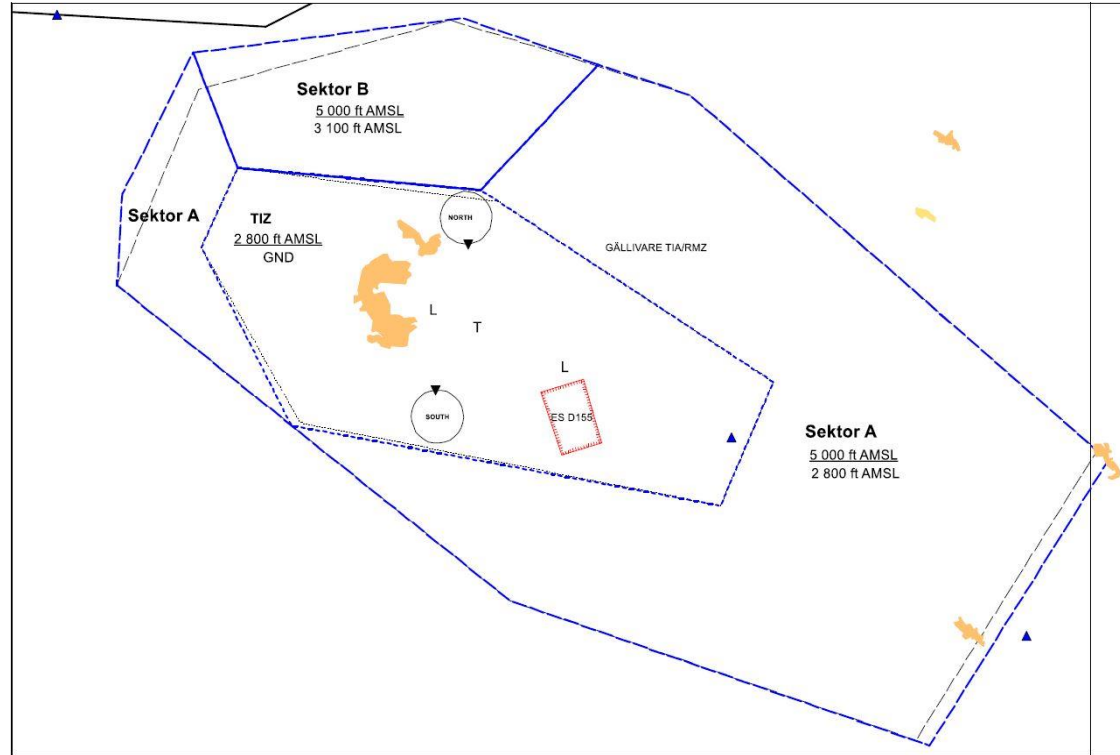 Sektor B
5 000 ft AMSL
3 100 ft AMSL
Sektor A
TIZ
2 800 ft AMSL
GND
NORTH
GÄLLIVARE TIA/RMZ
L
T
L
SOUTH
ES D155
Sektor A
5 000 ft AMSL
2 800 ft AMSL